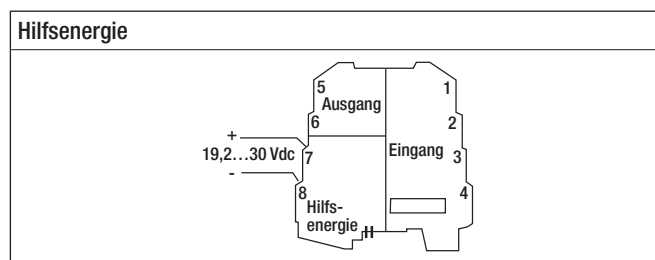 Hilfsenergie
5
1
Ausgang
6
2
+
19,2…30 Vdc
7
Eingang
3
-
8
4
Hilfs-
energie